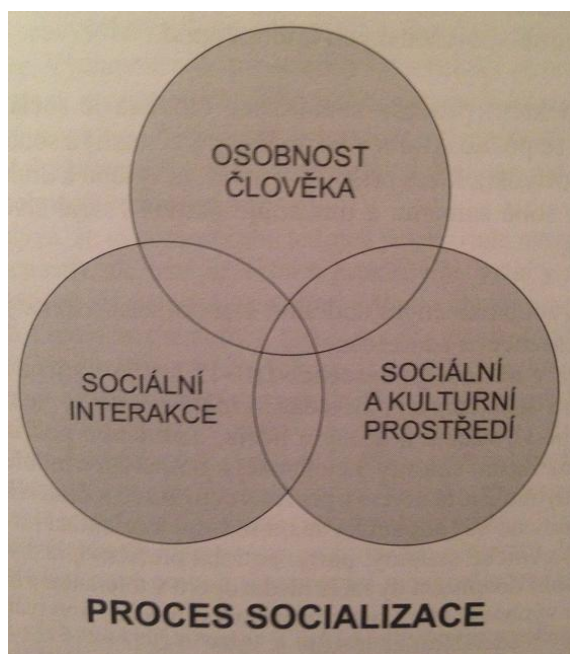 OSOBNOST
ČLOVĚKA
SOCIÁLNÍ
INTERAKCE
SOCIÁLNÍ
A KULTURNÍ
PROSTŘEDÍ
PROCES SOCIALIZACE